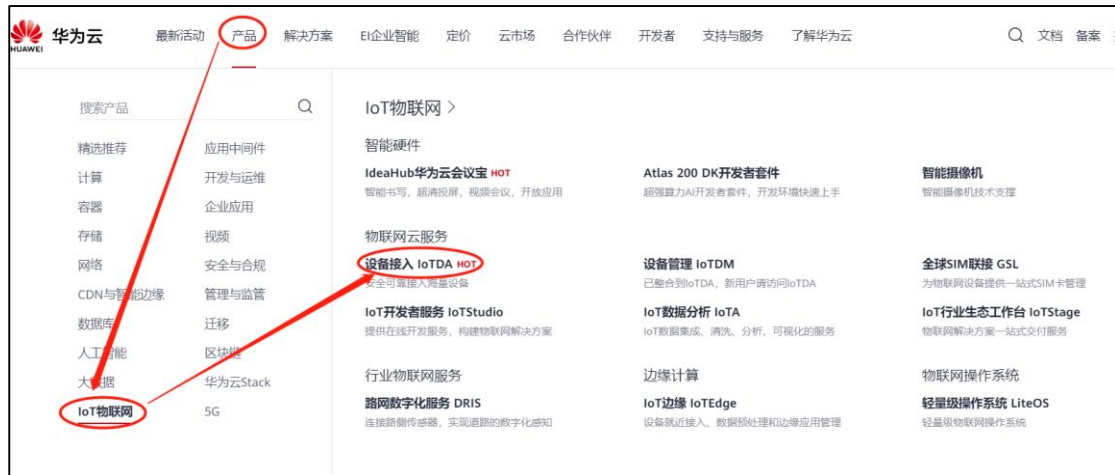 HUAWEI 华为云 最新活动 产品 解决方案 EI企业智能 定价 云市场 合作伙伴 开发者 支持与服务 了解华为云 文档 备案
搜索产品
精选推荐 应用中间件
计算 开发与运维
容器 企业应用
存储 视频
网络 安全与合规
CDN与智能边缘 管理与监管
数据库 迁移
人工智能 区块链
大数据 华为云Stack
IoT物联网 5G
IoT物联网 >
智能硬件
IdeaHub华为云会议宝 HOT Atlas 200 DK开发者套件 智能摄像机
智能书写，超清投屏，视频会议，开放应用 超强算力AI开发者套件，开发环境快速上手 智能摄像机技术支撑
物联网云服务
设备接入 IoTDA HOT 设备管理 IoTDM 全球SIM联接 GSL
安全可靠接入海量设备 已整合到IoTDA，新用户请访问IoTDA 为物联网设备提供一站式SIM卡管理
IoT开发者服务 IoTStudio IoT数据分析 IoTA IoT行业生态工作台 IoTStage
提供在线开发服务，构建物联网解决方案 IoT数据集成、清洗、分析、可视化的服务 物联网解决方案一站式交付服务
行业物联网服务 边缘计算 物联网操作系统
路网数字化服务 DRIS IoT边缘 IoTEdge 轻量级操作系统 LiteOS
连接路侧传感器，实现道路的数字化感知 设备就近接入、数据预处理和边缘应用管理 轻量级物联网操作系统